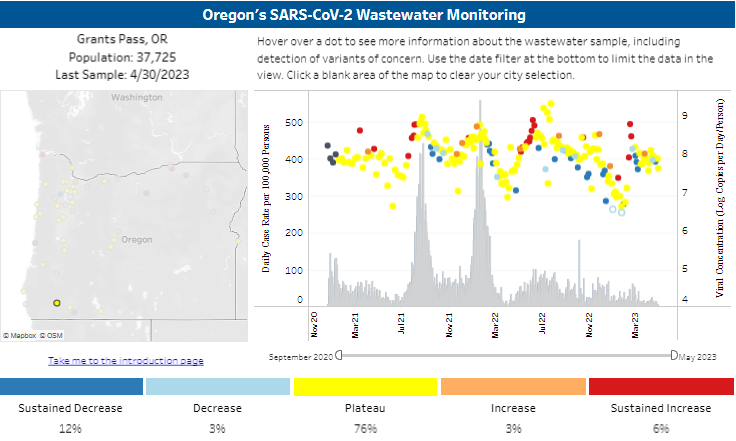 Oregon's SARS-CoV-2 Wastewater Monitoring
Grants Pass, OR
Population: 37,725
Last Sample: 4/30/2023
Hover over a dot to see more information about the wastewater sample, including
detection of variants of concern. Use the date filter at the bottom to limit the data in the
view. Click a blank area of the map to clear your city selection.
Washington
Oregon
© Mapbox © OSM
Daily Case Rate per 100,000 Persons
500
400
300
200
100
0
9
8
7
6
5
4
Viral Concentration (Log Copies per Day/Person)
Nov 20
Mar 21
Jul 21
Nov 21
Mar 22
Jul 22
Nov 22
Mar 23
Take me to the introduction page
September 2020
May 2023
Sustained Decrease
Decrease
Plateau
Increase
Sustained Increase
12%
3%
76%
3%
6%